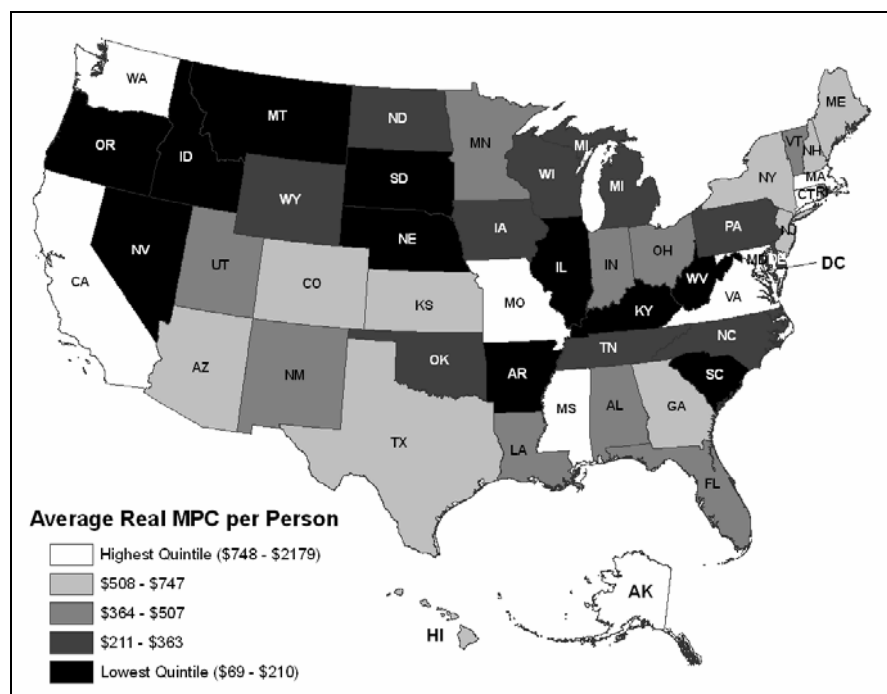 WA
MT
ND
MN
ME
OR
ID
SD
WI
MI
MI
VT
NH
NY
MA
CT
RI
WY
IA
PA
NJ
NV
NE
UT
CO
IL
IN
OH
MD
DE
DC
WV
VA
CA
KS
MO
KY
NC
TN
AZ
NM
OK
AR
SC
MS
AL
GA
TX
LA
FL
Average Real MPC per Person
Highest Quintile ($748 - $2179)
$508 - $747
$364 - $507
$211 - $363
Lowest Quintile ($69 - $210)
HI
AK